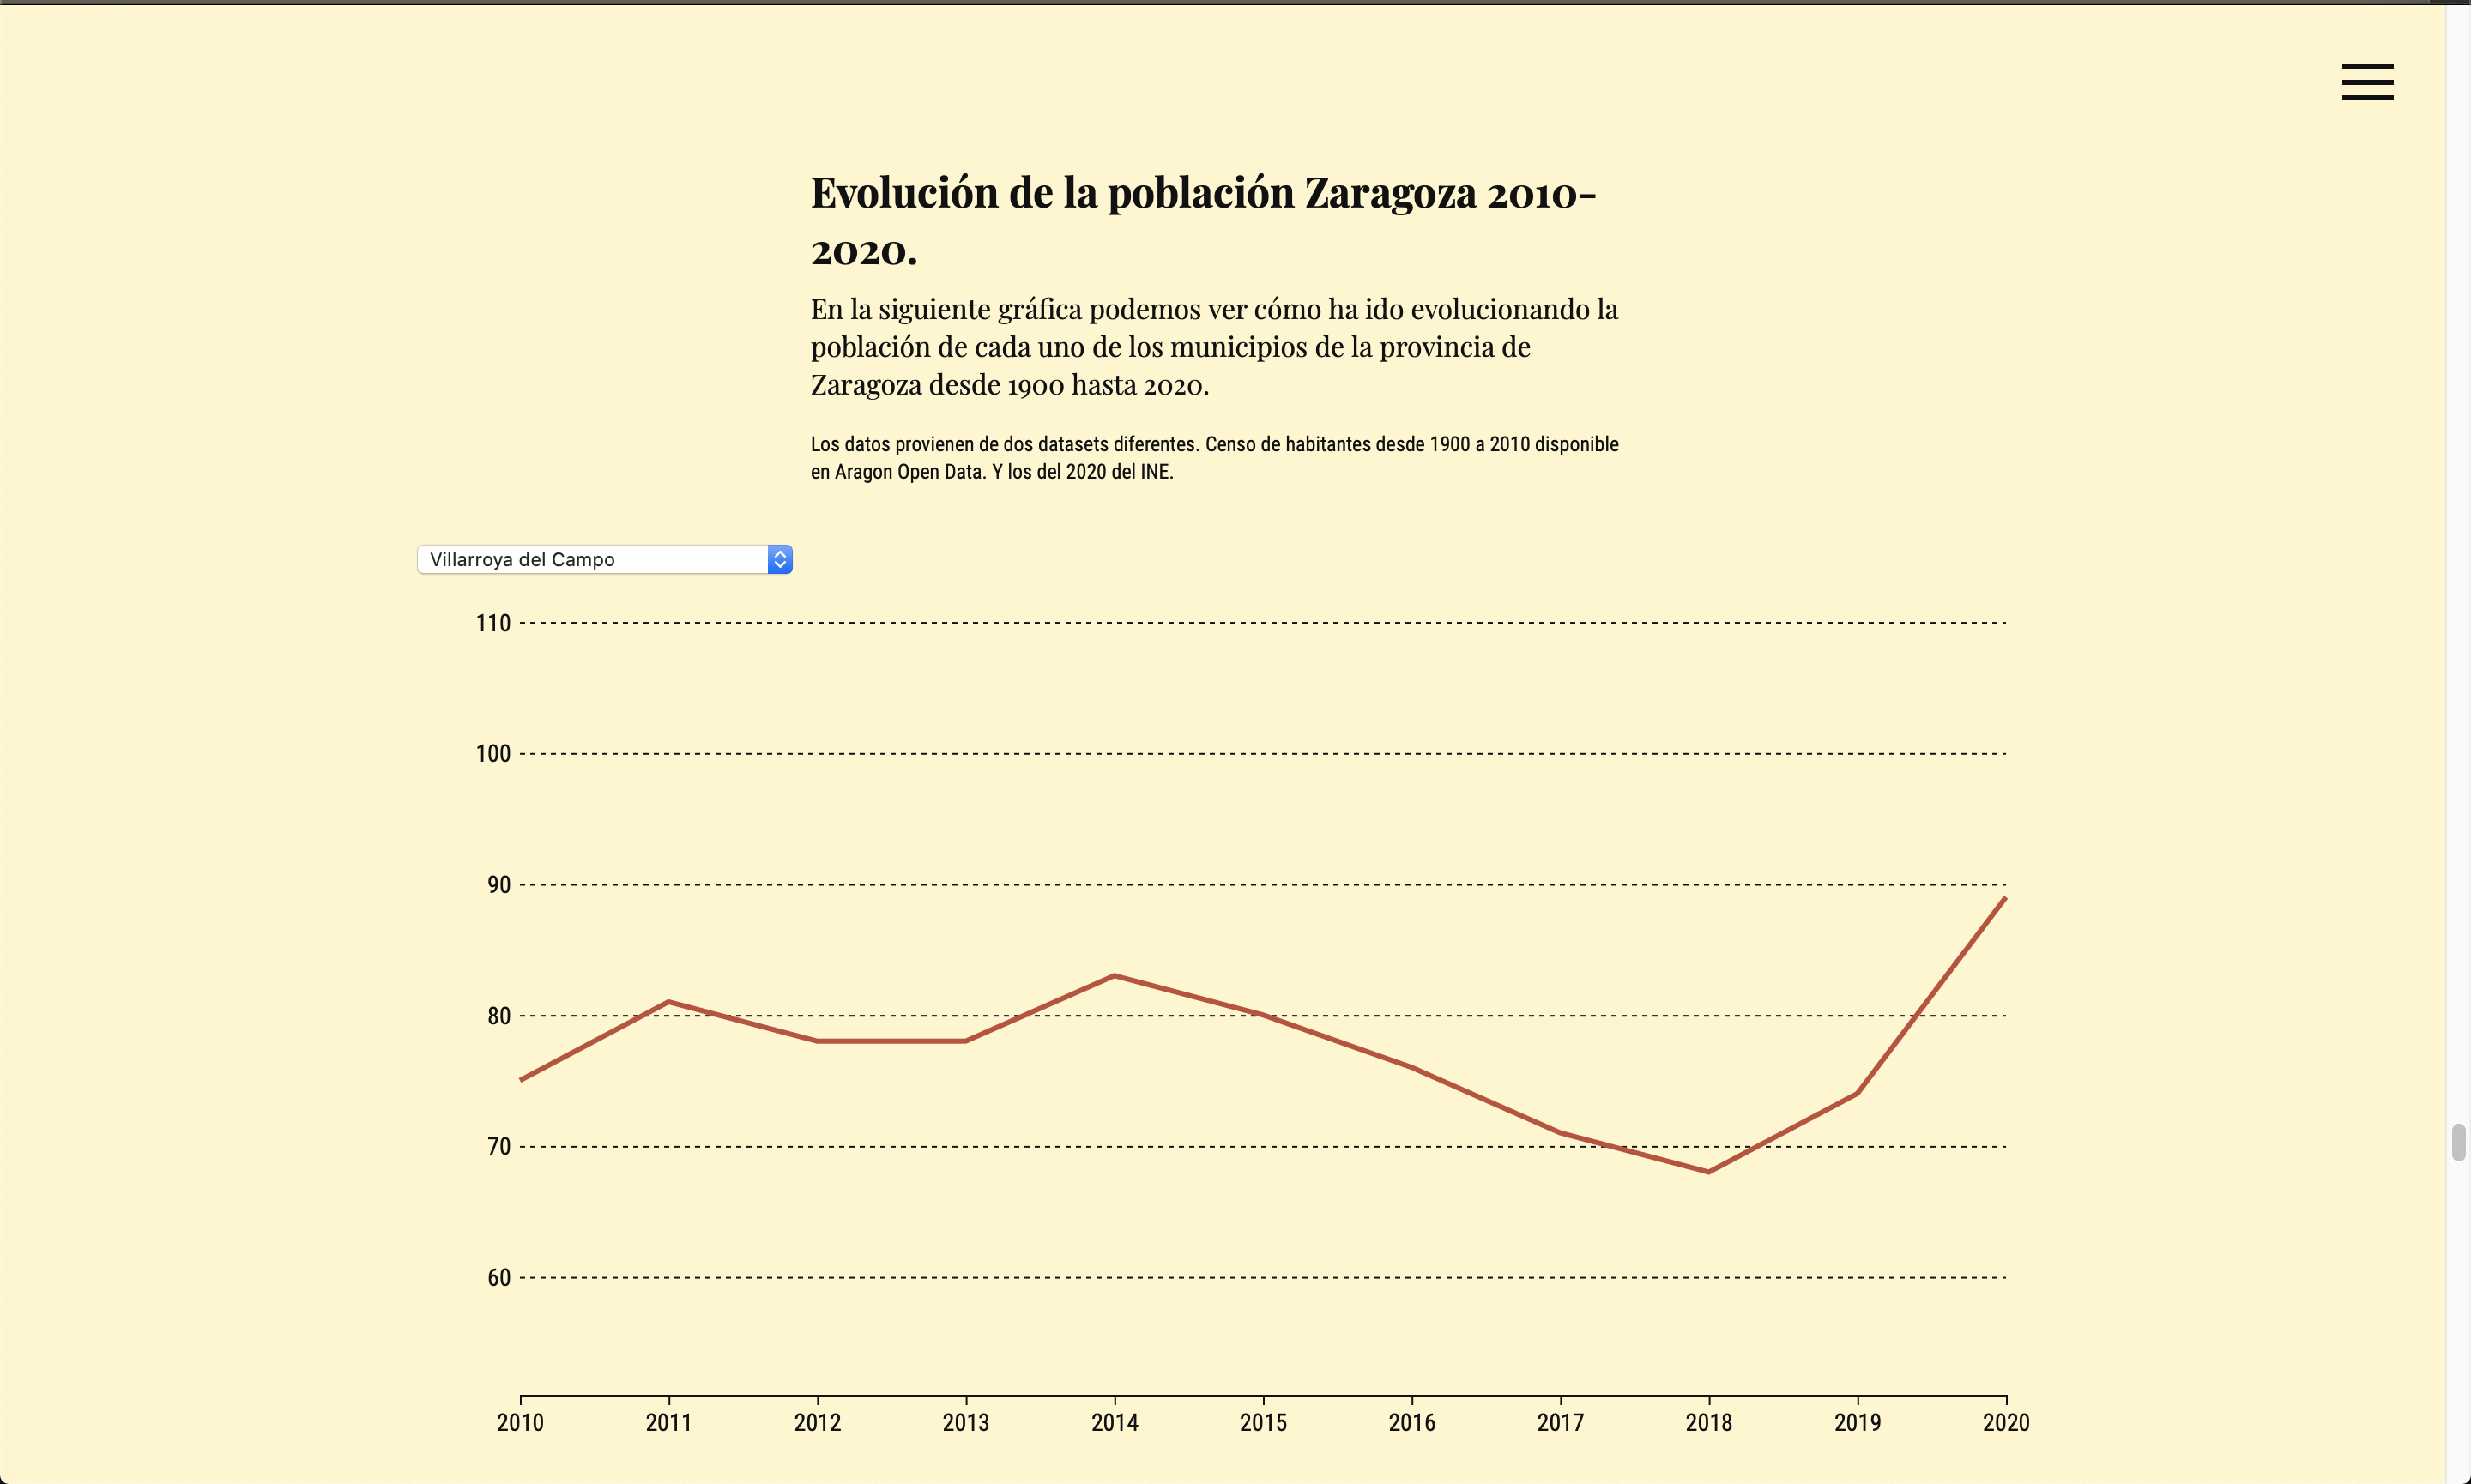 Evolución de la población Zaragoza 2010-
2020.
En la siguiente gráfica podemos ver cómo ha ido evolucionando la
población de cada uno de los municipios de la provincia de
Zaragoza desde 1900 hasta 2020.
Los datos provienen de dos datasets diferentes. Censo de habitantes desde 1900 a 2010 disponible
en Aragon Open Data. Y los del 2020 del INE.
Villarroya del Campo
110
100
90
80
70
60
2010 2011 2012 2013 2014 2015 2016 2017 2018 2019 2020